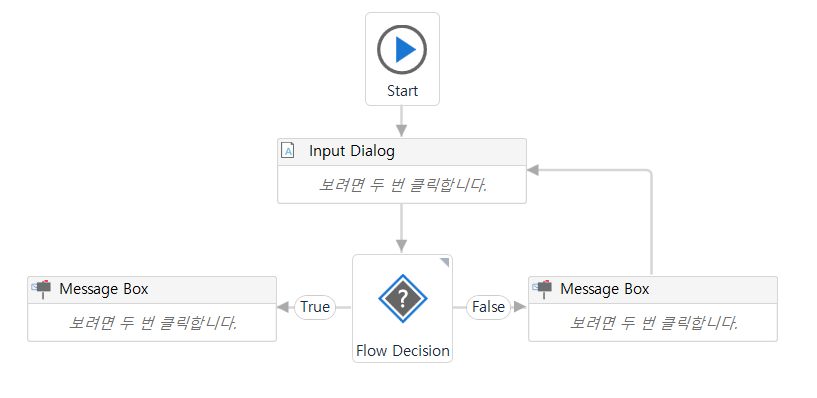 Start
Input Dialog
보려면 두 번 클릭합니다.
Message Box
보려면 두 번 클릭합니다.
True
?
Flow Decision
False
Message Box
보려면 두 번 클릭합니다.